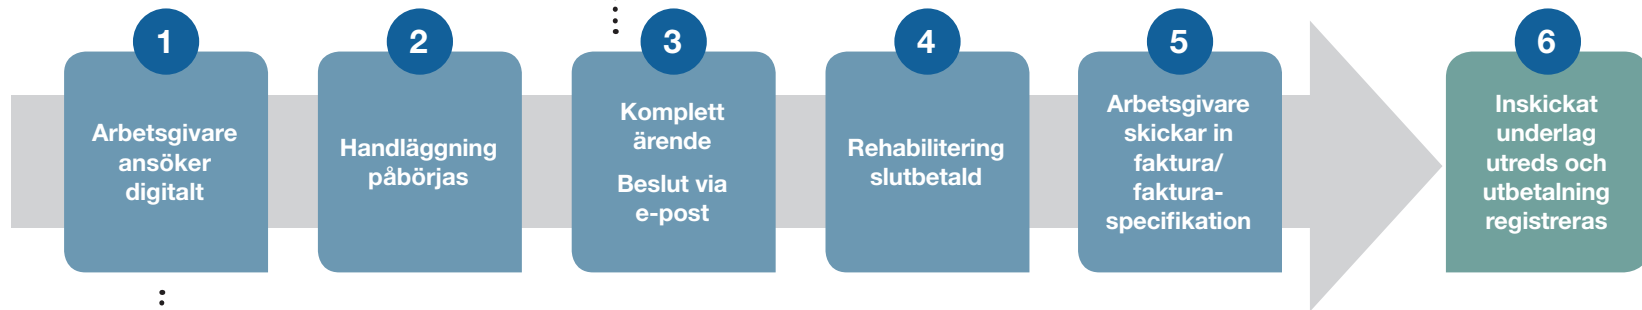 1
Arbetsgivare
ansöker
digitalt
2
Handläggning
påbörjas
3
Komplett
ärende
Beslut via
e-post
4
Rehabilitering
slutbetald
5
Arbetsgivare
skickar in
faktura/
faktura-
specifikation
6
Inskickat
underlag
utreds och
utbetalning
registreras